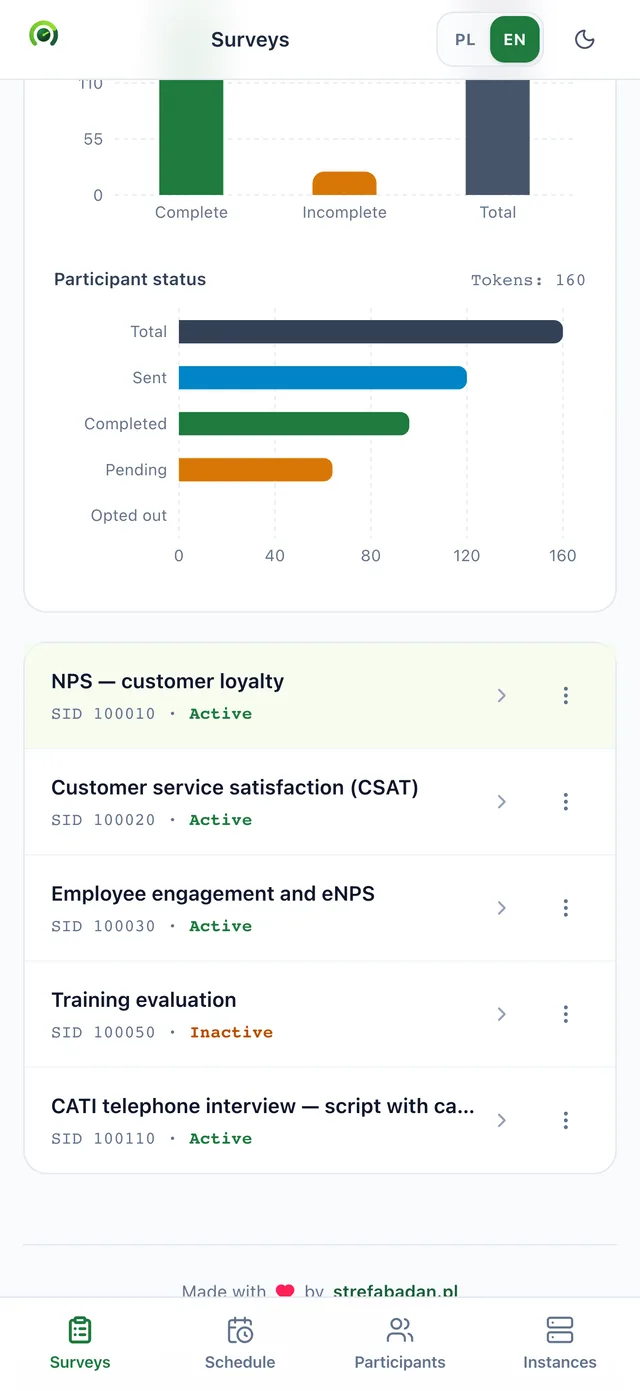 Surveys
PL
EN
110
55
0
Complete
Incomplete
Total
Participant status
Tokens: 160
Total
Sent
Completed
Pending
Opted out
0 40 80 120 160
NPS — customer loyalty
SID 100010 · Active
Customer service satisfaction (CSAT)
SID 100020 · Active
Employee engagement and eNPS
SID 100030 · Active
Training evaluation
SID 100050 · Inactive
CATI telephone interview — script with ca...
SID 100110 · Active
Made with ❤ by strefabadan.pl
Surveys
Schedule
Participants
Instances